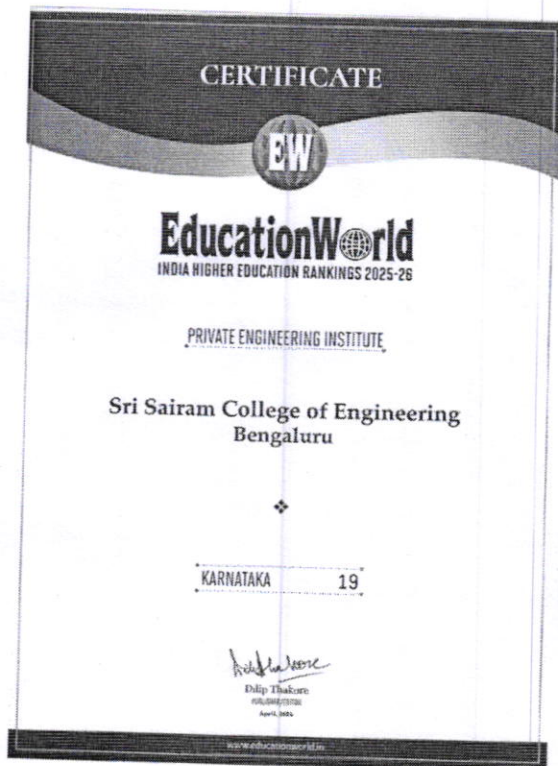 CERTIFICATE
EW
EducationWorld
INDIA HIGHER EDUCATION RANKINGS 2025-26
PRIVATE ENGINEERING INSTITUTE
Sri Sairam College of Engineering
Bengaluru
KARNATAKA 19
Dilip Thakore
www.educationworld.in